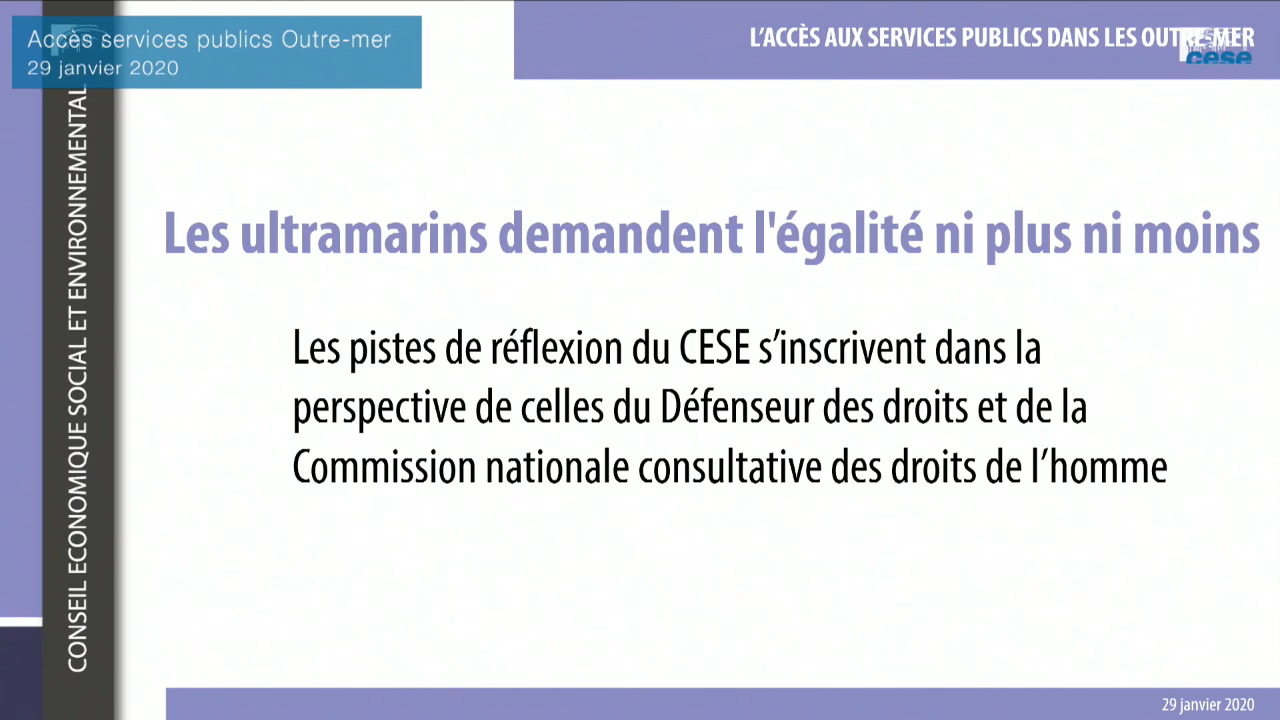 Accès services publics Outre-mer
29 janvier 2020
L’ACCÈS AUX SERVICES PUBLICS DANS LES OUTRE-MER
cese
CONSEIL ECONOMIQUE SOCIAL ET ENVIRONNEMENTAL
Les ultramarins demandent l'égalité ni plus ni moins
Les pistes de réflexion du CESE s’inscrivent dans la
perspective de celles du Défenseur des droits et de la
Commission nationale consultative des droits de l’homme
29 janvier 2020